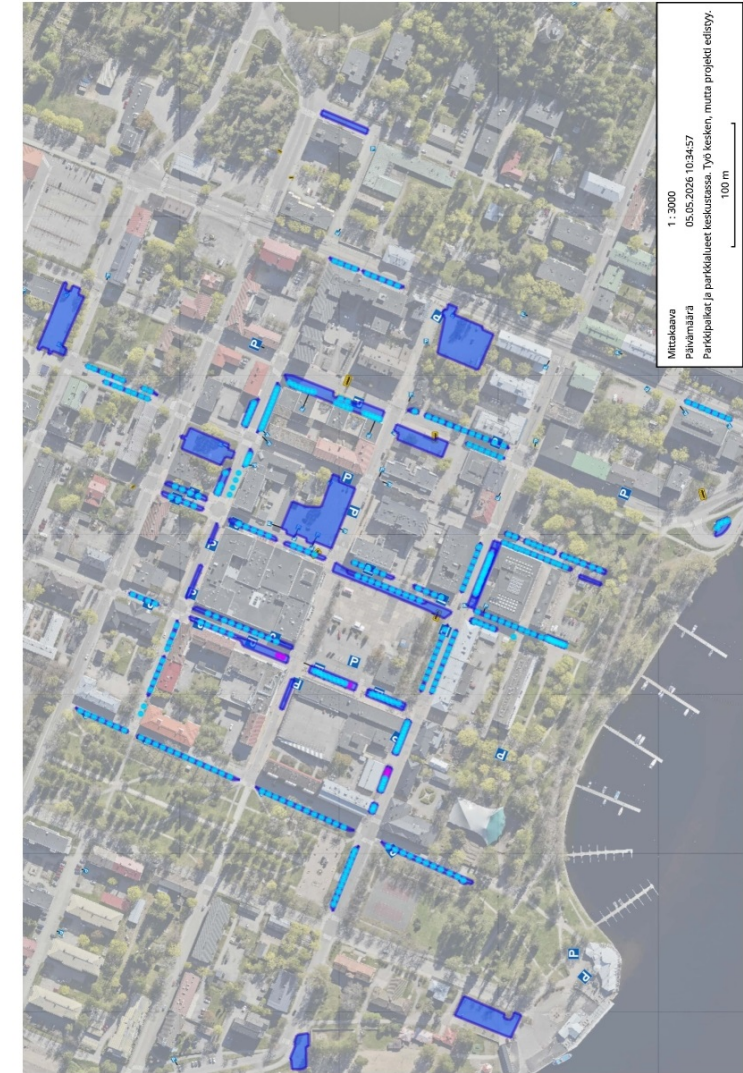 Mittakaava 1 : 3000
Päivämäärä 05.05.2026 10:34:57
Parkkipaikat ja parkkialueet keskustassa. Työ kesken, mutta projekti edistyy.
100 m
P
P
P
P
P
P